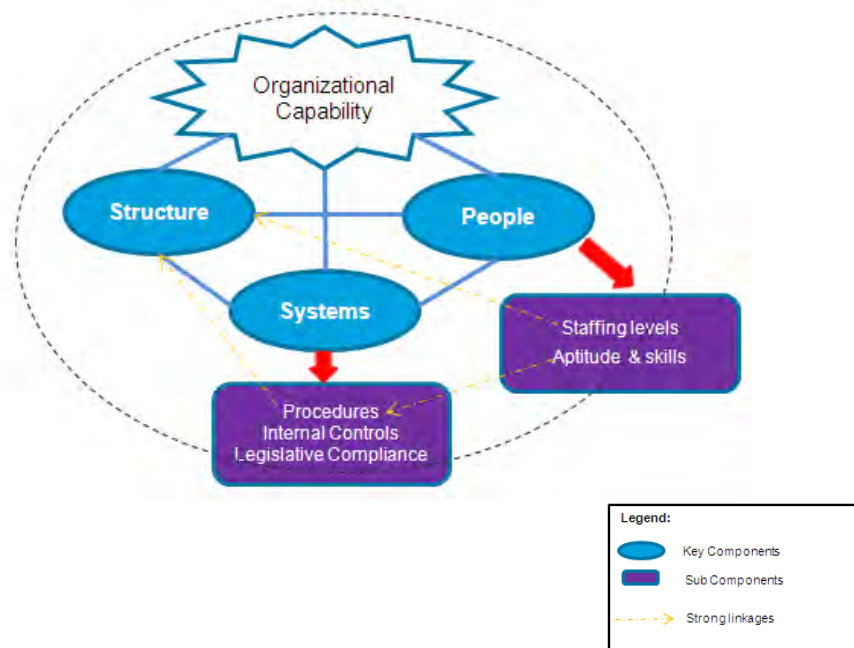 Organizational
Capability
Structure
People
Systems
Staffing levels
Aptitude & skills
Procedures
Internal Controls
Legislative Compliance
Legend:
Key Components
Sub Components
Strong linkages